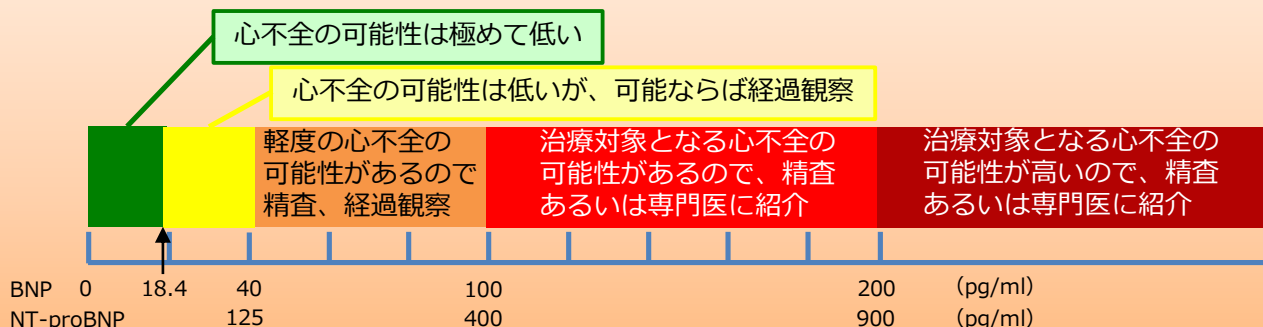 心不全の可能性は極めて低い
心不全の可能性は低いが、可能ならば経過観察
軽度の心不全の
可能性があるので
精査、経過観察
治療対象となる心不全の
可能性があるので、精査
あるいは専門医に紹介
治療対象となる心不全の
可能性が高いので、精査
あるいは専門医に紹介
BNP 0 18.4 40 100 200 (pg/ml)
NT-proBNP 125 400 900 (pg/ml)